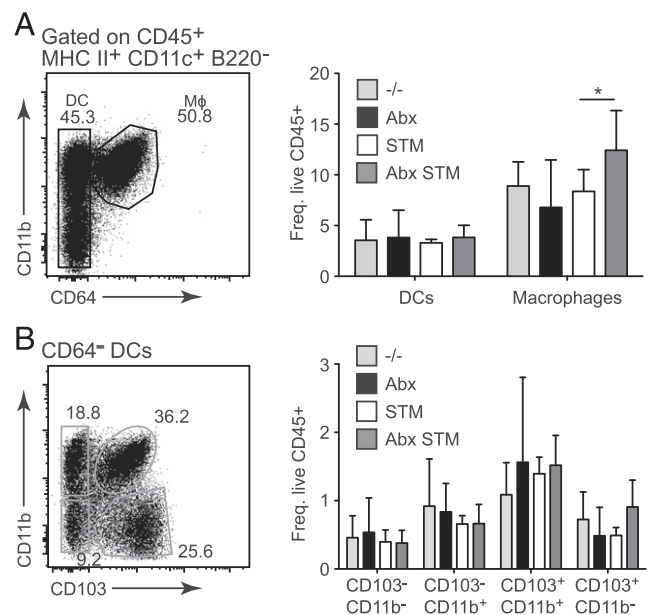 A
Gated on CD45+
MHC II+ CD11c+ B220-
DC
45.3
Mϕ
50.8
CD11b
CD64
20
15
10
5
0
Freq. live CD45+
-/-
Abx
STM
Abx STM
*
DCs
Macrophages
B
CD64- DCs
18.8
36.2
9.2
25.6
CD11b
CD103
3
2
1
0
Freq. live CD45+
-/-
Abx
STM
Abx STM
CD103- CD103- CD103+ CD103+
CD11b- CD11b+ CD11b+ CD11b-